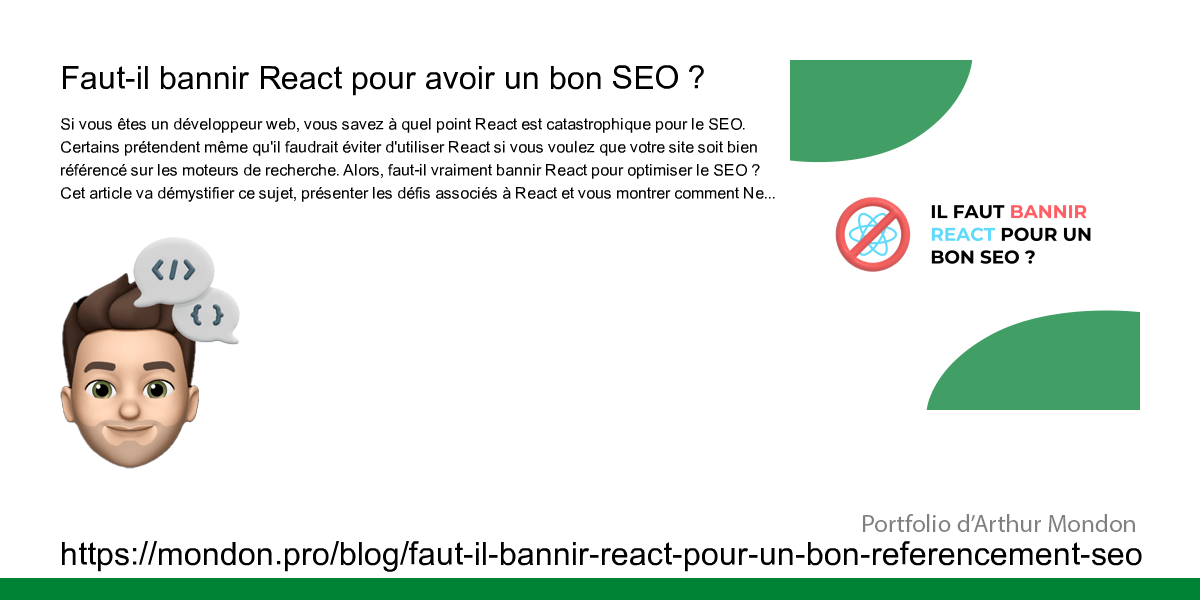 Faut-il bannir React pour avoir un bon SEO ?
Si vous êtes un développeur web, vous savez à quel point React est catastrophique pour le SEO.
Certains prétendent même qu'il faudrait éviter d'utiliser React si vous voulez que votre site soit bien
référencé sur les moteurs de recherche. Alors, faut-il vraiment bannir React pour optimiser le SEO ?
Cet article va démystifier ce sujet, présenter les défis associés à React et vous montrer comment Ne...
IL FAUT BANNIR
REACT POUR UN
BON SEO ?
</>
{ }
Portfolio d’Arthur Mondon
https://mondon.pro/blog/faut-il-bannir-react-pour-un-bon-referencement-seo